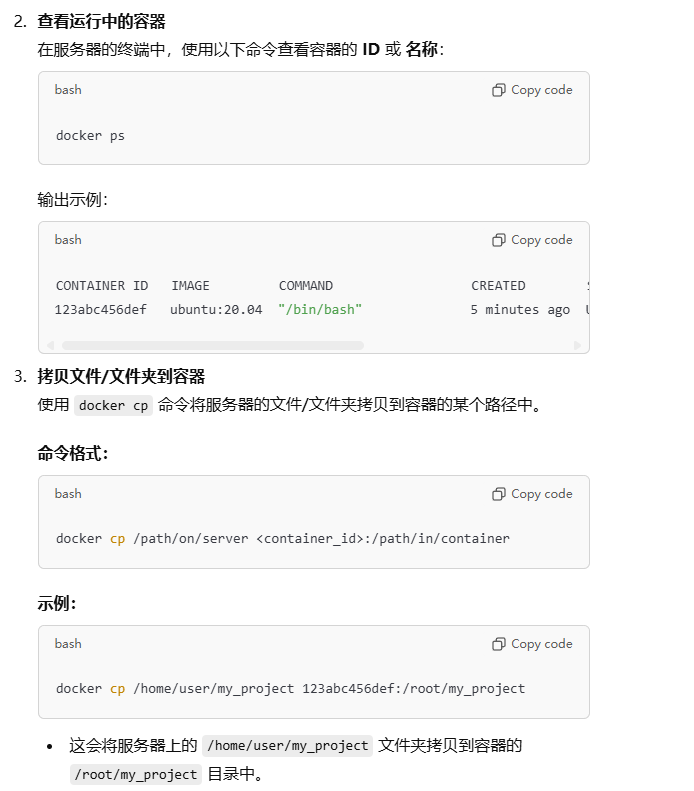 2. 查看运行中的容器
在服务器的终端中，使用以下命令查看容器的 ID 或 名称：
bash Copy code
docker ps
输出示例：
bash Copy code
CONTAINER ID IMAGE COMMAND CREATED
123abc456def ubuntu:20.04 "/bin/bash" 5 minutes ago
3. 拷贝文件/文件夹到容器
使用 docker cp 命令将服务器的文件/文件夹拷贝到容器的某个路径中。
命令格式：
bash Copy code
docker cp /path/on/server <container_id>:/path/in/container
示例：
bash Copy code
docker cp /home/user/my_project 123abc456def:/root/my_project
• 这会将服务器上的 /home/user/my_project 文件夹拷贝到容器的
/root/my_project 目录中。